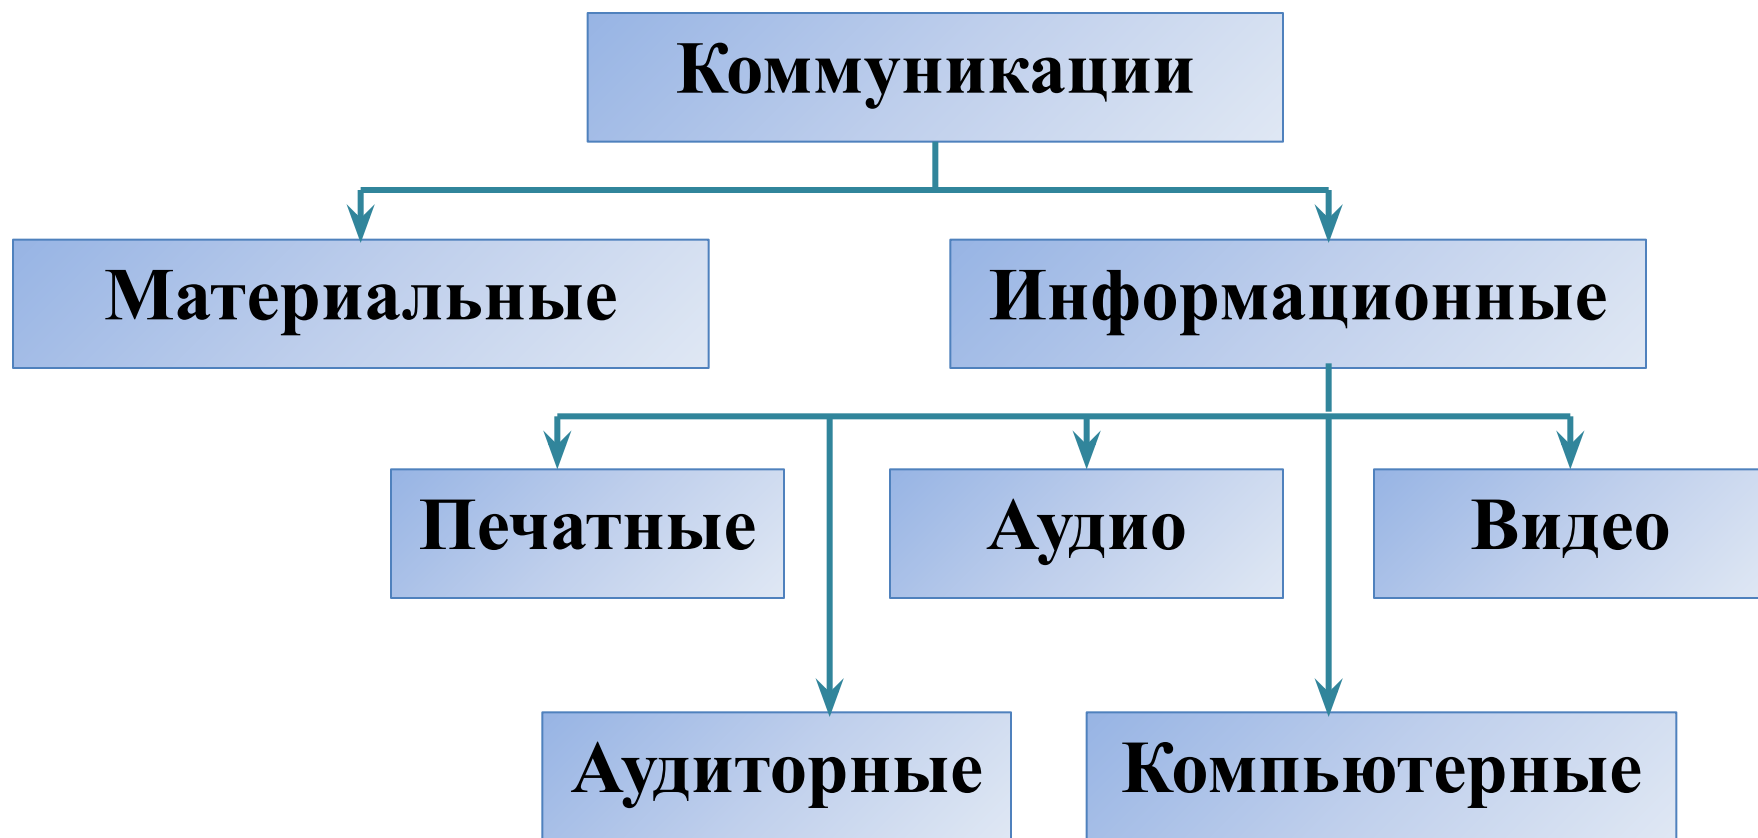 Коммуникации
Материальные
Информационные
Печатные
Аудио
Видео
Аудиторные
Компьютерные